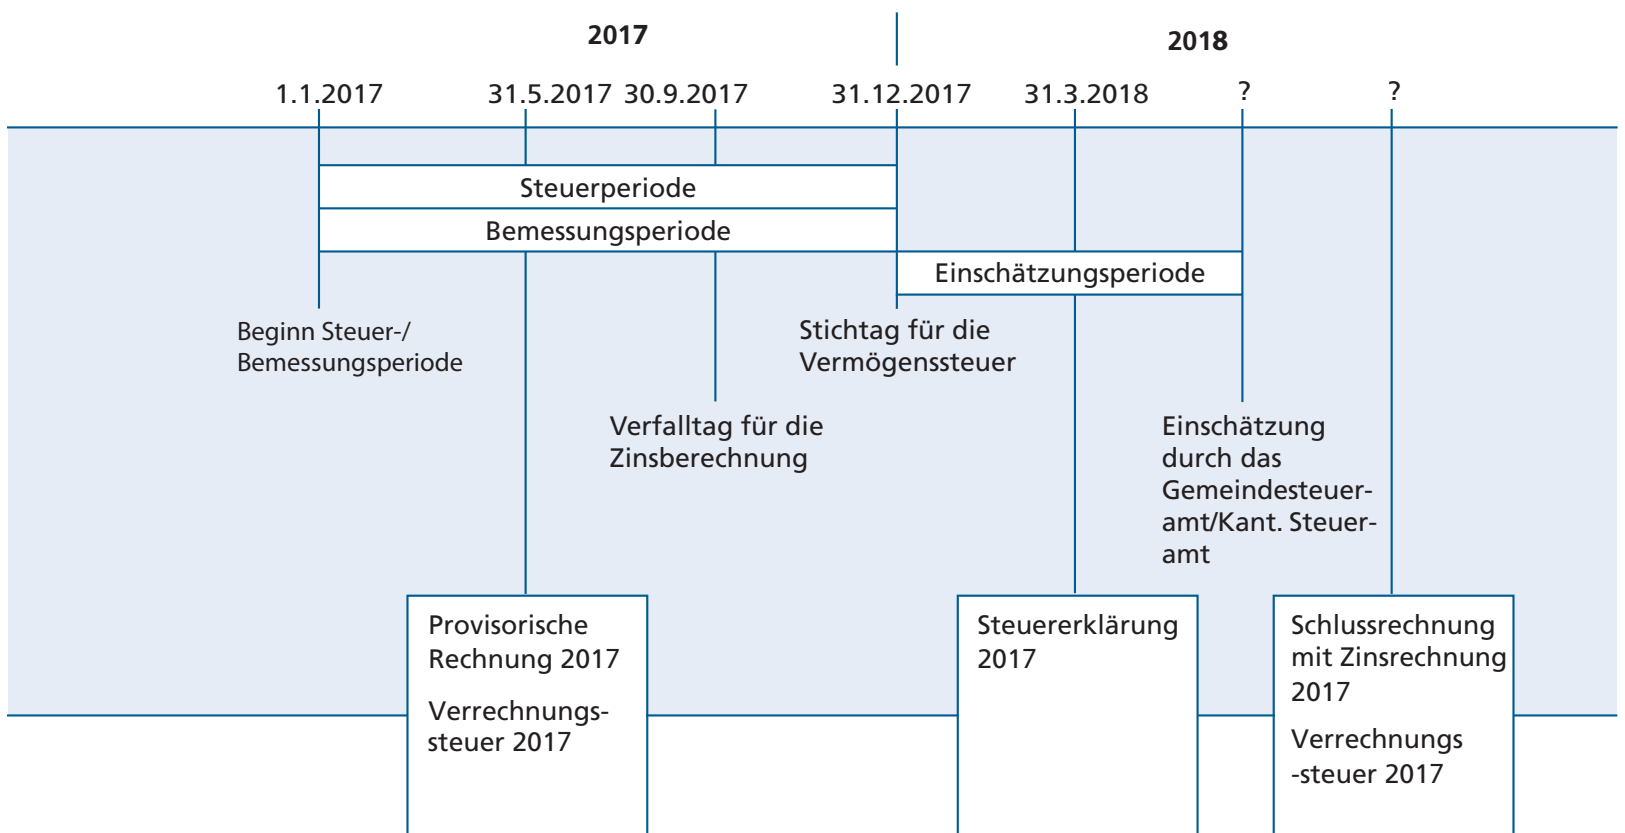 2017
2018
1.1.2017
31.5.2017
30.9.2017
31.12.2017
31.3.2018
?
?
Steuerperiode
Bemessungsperiode
Einschätzungsperiode
Beginn Steuer-/
Bemessungsperiode
Stichtag für die
Vermögenssteuer
Verfalltag für die
Zinsberechnung
Einschätzung
durch das
Gemeindesteuer-
amt/Kant. Steuer-
amt
Provisorische
Rechnung 2017
Verrechnungs-
steuer 2017
Steuererklärung
2017
Schlussrechnung
mit Zinsrechnung
2017
Verrechnungs
-steuer 2017